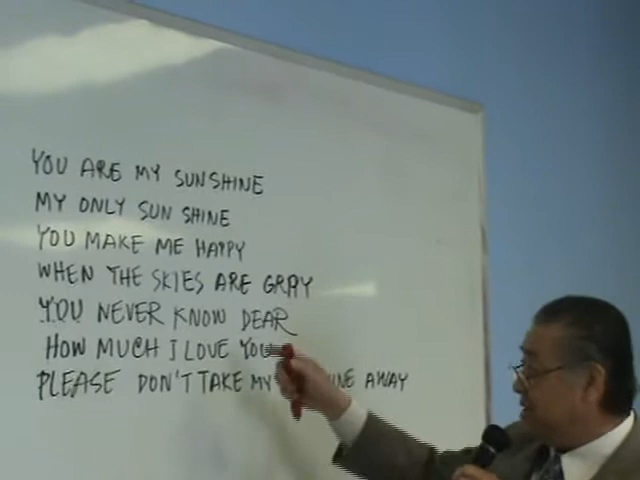 YOU ARE MY SUNSHINE
MY ONLY SUN SHINE
YOU MAKE ME HAPPY
WHEN THE SKIES ARE GRAY
YOU NEVER KNOW DEAR
HOW MUCH I LOVE YOU
PLEASE DON'T TAKE MY AWAY